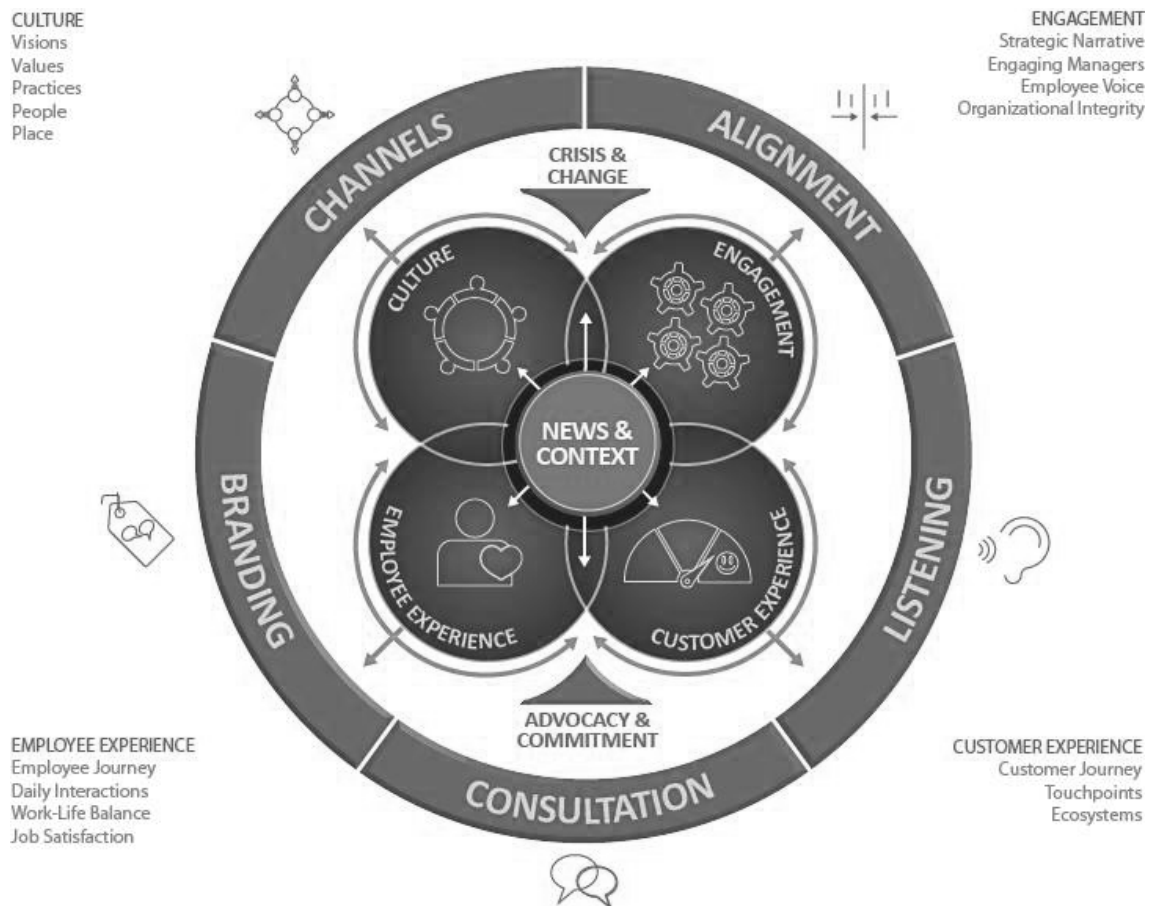 CULTURE
Visions
Values
Practices
People
Place
ENGAGEMENT
Strategic Narrative
Engaging Managers
Employee Voice
Organizational Integrity
CHANNELS
ALIGNMENT
CRISIS &
CHANGE
CULTURE
ENGAGEMENT
NEWS &
CONTEXT
BRANDING
LISTENING
EMPLOYEE EXPERIENCE
CUSTOMER EXPERIENCE
ADVOCACY &
COMMITMENT
CONSULTATION
EMPLOYEE EXPERIENCE
Employee Journey
Daily Interactions
Work-Life Balance
Job Satisfaction
CUSTOMER EXPERIENCE
Customer Journey
Touchpoints
Ecosystems